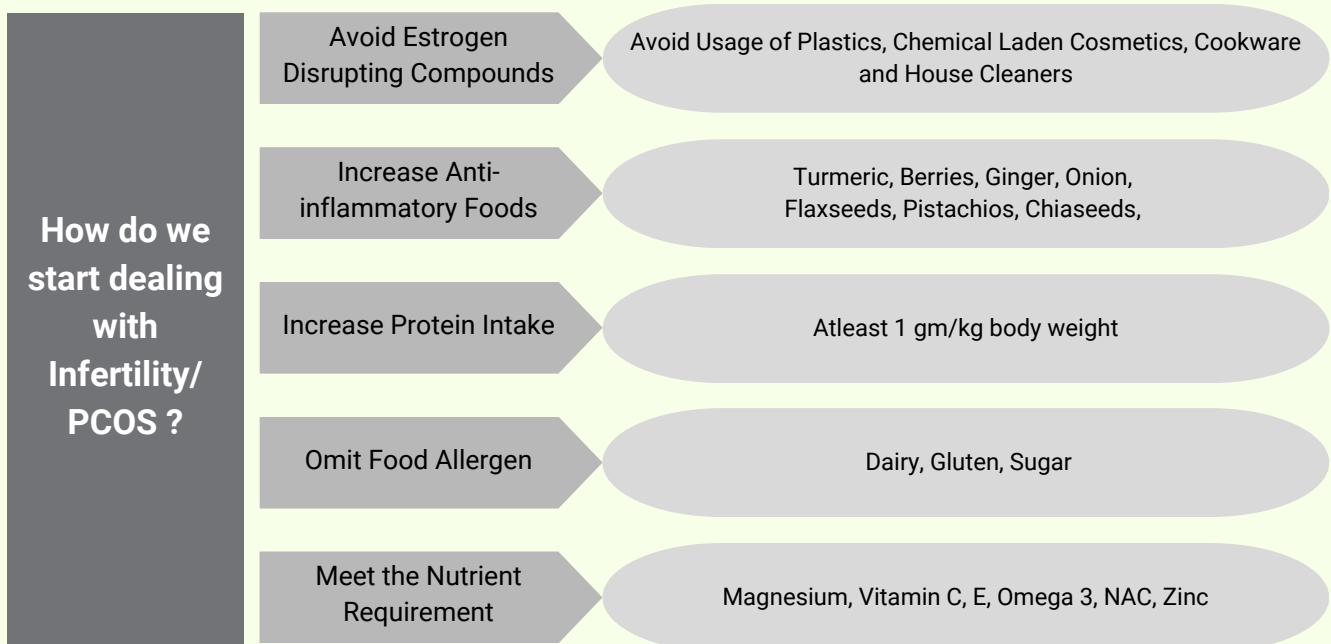 How do we
start dealing
with
Infertility/
PCOS ?
Avoid Estrogen
Disrupting Compounds
Avoid Usage of Plastics, Chemical Laden Cosmetics, Cookware
and House Cleaners
Increase Anti-
inflammatory Foods
Turmeric, Berries, Ginger, Onion,
Flaxseeds, Pistachios, Chiaseeds,
Increase Protein Intake
Atleast 1 gm/kg body weight
Omit Food Allergen
Dairy, Gluten, Sugar
Meet the Nutrient
Requirement
Magnesium, Vitamin C, E, Omega 3, NAC, Zinc